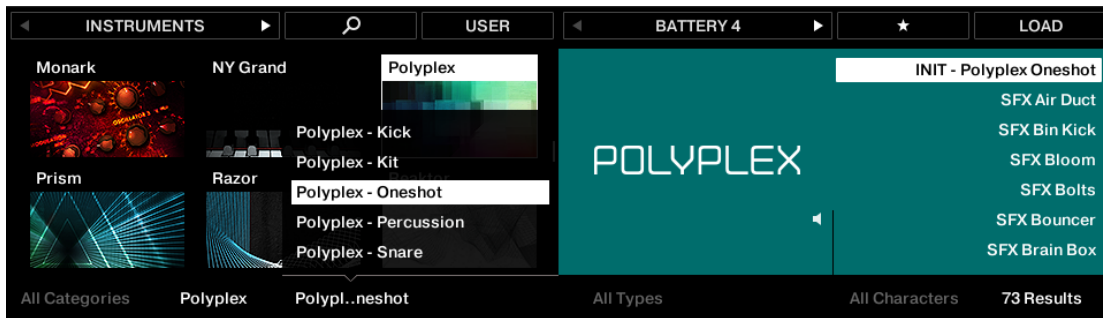 INSTRUMENTS
USER
BATTERY 4
LOAD
Monark
NY Grand
Polyplex
Prism
Razor
Reaktor
Polyplex - Kick
Polyplex - Kit
Polyplex - Oneshot
Polyplex - Percussion
Polyplex - Snare
POLYPLEX
INIT - Polyplex Oneshot
SFX Air Duct
SFX Bin Kick
SFX Bloom
SFX Bolts
SFX Bouncer
SFX Brain Box
All Categories
Polyplex
Polypl..neshot
All Types
All Characters
73 Results